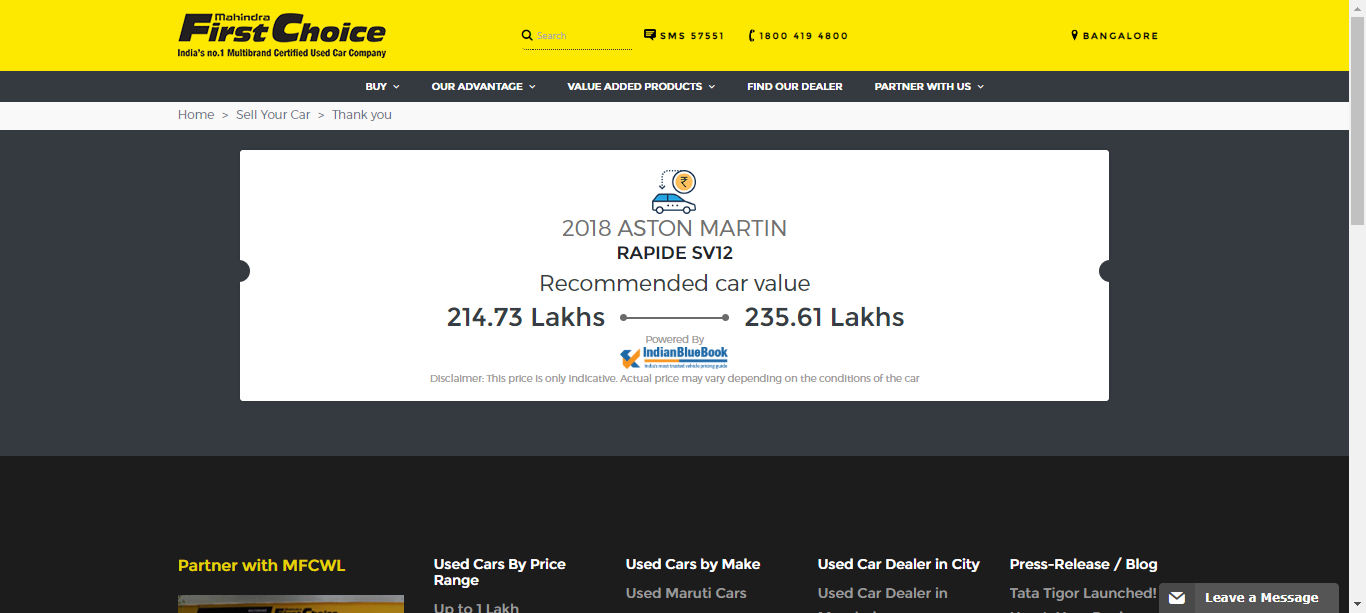 Mahindra
First Choice
India's no.1 Multibrand Certified Used Car Company
Search
SMS 57551
1800 419 4800
BANGALORE
BUY
OUR ADVANTAGE
VALUE ADDED PRODUCTS
FIND OUR DEALER
PARTNER WITH US
Home > Sell Your Car > Thank you
₹
2018 ASTON MARTIN
RAPIDE SV12
Recommended car value
214.73 Lakhs
235.61 Lakhs
Powered By
IndianBlueBook
India's most trusted vehicle pricing guide
Disclaimer: This price is only indicative. Actual price may vary depending on the conditions of the car
Partner with MFCWL
Used Cars By Price
Range
Up to 1 Lakh
Used Cars by Make
Used Maruti Cars
Used Car Dealer in City
Used Car Dealer in
Press-Release / Blog
Tata Tigor Launched!
Leave a Message